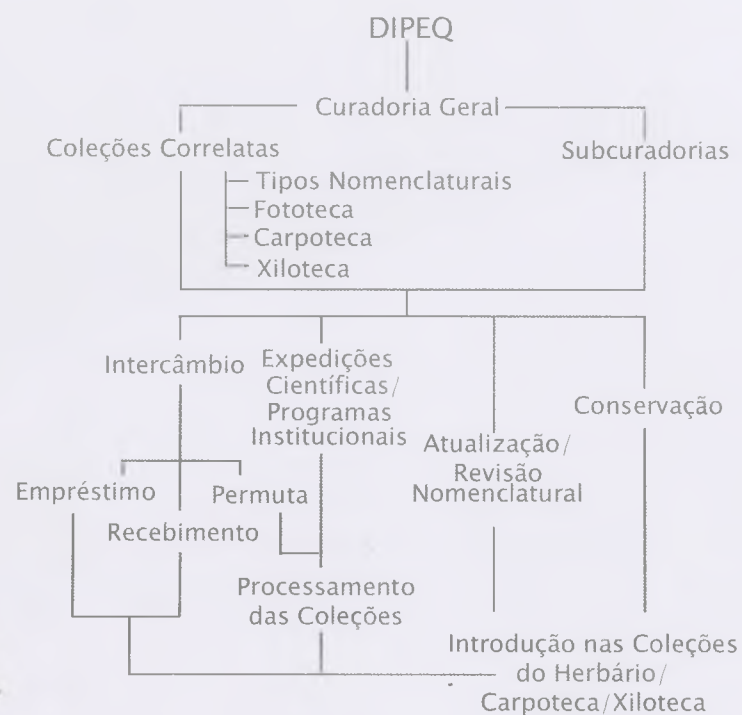 DIPEQ
Curadoria Geral
Coleções Correlatas
Subcuradorias
Tipos Nomenclaturais
Fototeca
Carpoteca
Xiloteca
Intercâmbio
Expedições
Científicas/
Programas
Institucionais
Atualização/
Revisão
Nomenclatural
Conservação
Empréstimo
Permuta
Recebimento
Processamento
das Coleções
Introdução nas Coleções
do Herbário/
Carpoteca/Xiloteca